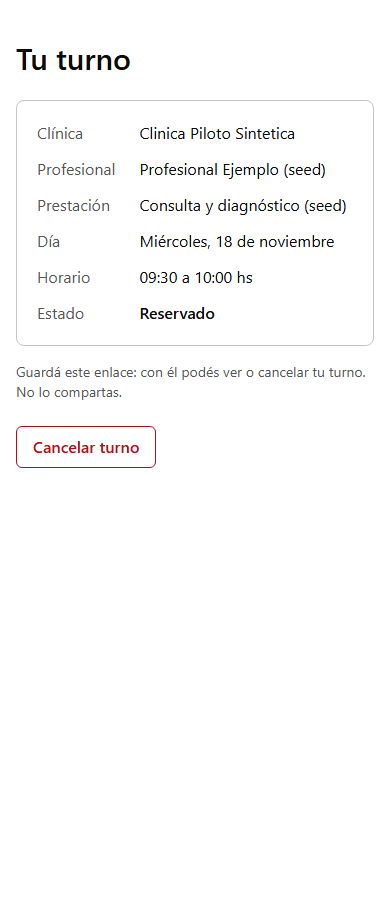 Tu turno
Clínica Clinica Piloto Sintetica
Profesional Profesional Ejemplo (seed)
Prestación Consulta y diagnóstico (seed)
Día Miércoles, 18 de noviembre
Horario 09:30 a 10:00 hs
Estado Reservado
Guardá este enlace: con él podés ver o cancelar tu turno.
No lo compartas.
Cancelar turno